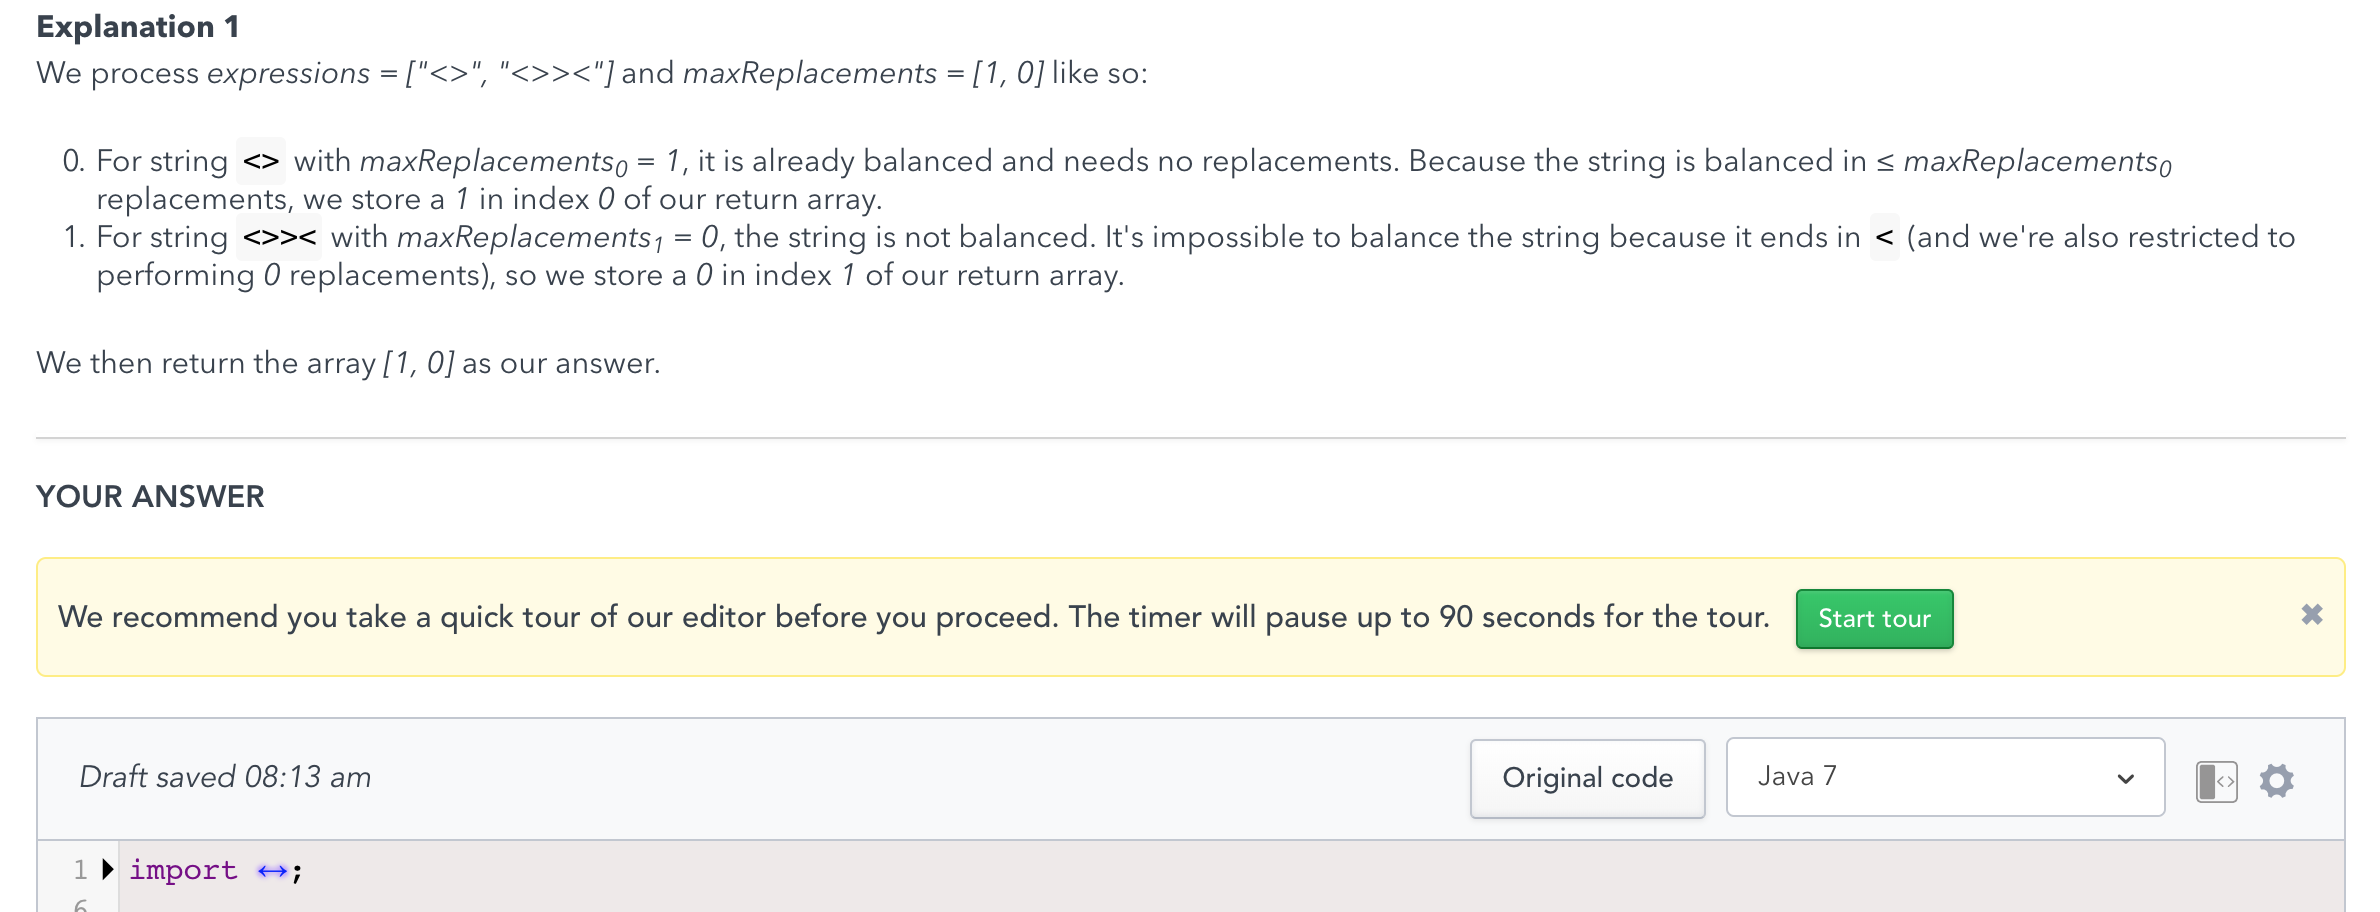 Explanation 1
We process expressions = ["<>", "<>><"] and maxReplacements = [1, 0] like so:
0. For string <> with maxReplacements0 = 1, it is already balanced and needs no replacements. Because the string is balanced in ≤ maxReplacements0
replacements, we store a 1 in index 0 of our return array.
1. For string <>>< with maxReplacements1 = 0, the string is not balanced. It's impossible to balance the string because it ends in < (and we're also restricted to
performing 0 replacements), so we store a 0 in index 1 of our return array.
We then return the array [1, 0] as our answer.
YOUR ANSWER
We recommend you take a quick tour of our editor before you proceed. The timer will pause up to 90 seconds for the tour. Start tour
Draft saved 08:13 am Original code Java 7
1 import ↔;
6